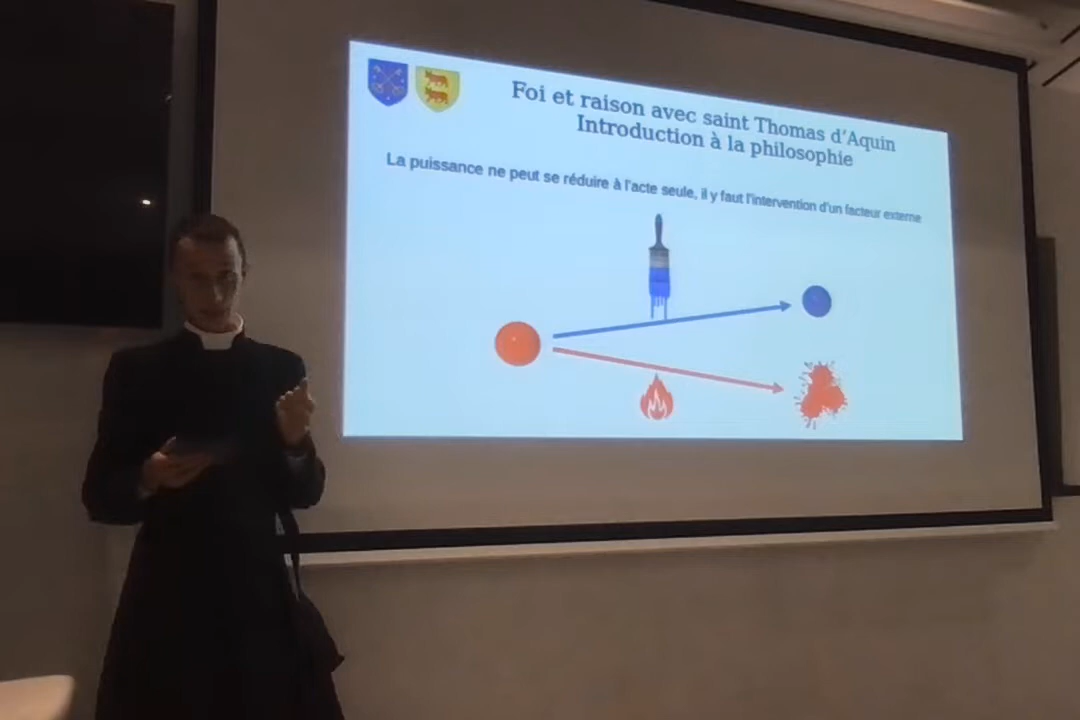 Foi et raison avec saint Thomas d'Aquin
Introduction à la philosophie
La puissance ne peut se réduire à l'acte seule, il y faut l'intervention d'un facteur externe